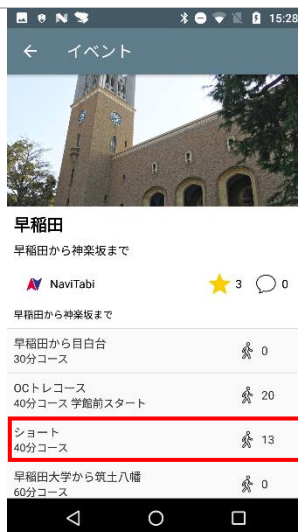 15:28
イベント
早稲田
早稲田から神楽坂まで
NaviTabi
3
0
早稲田から神楽坂まで
早稲田から目白台
30分コース
0
OCトレコース
40分コース 学館前スタート
20
ショート
40分コース
13
早稲田大学から筑土八幡
60分コース
0